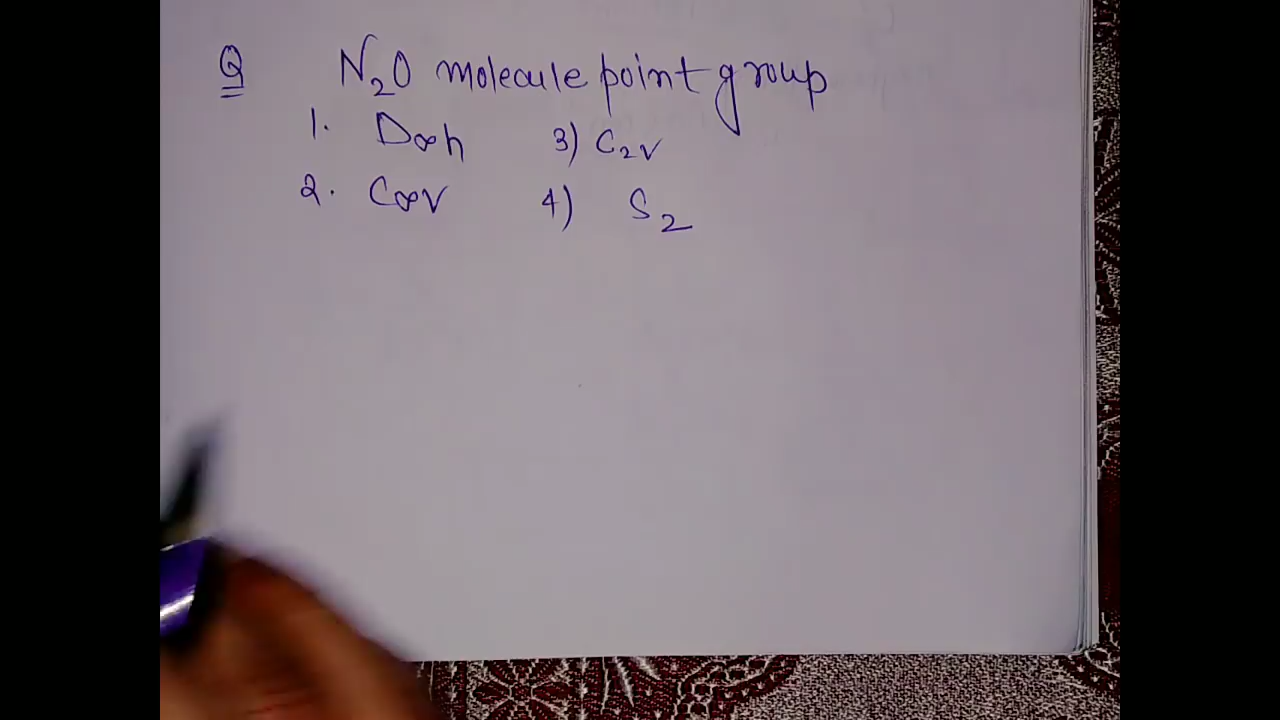 Q N₂O molecule point group
1. D∞h 3) C₂v
2. C∞v 4) S₂